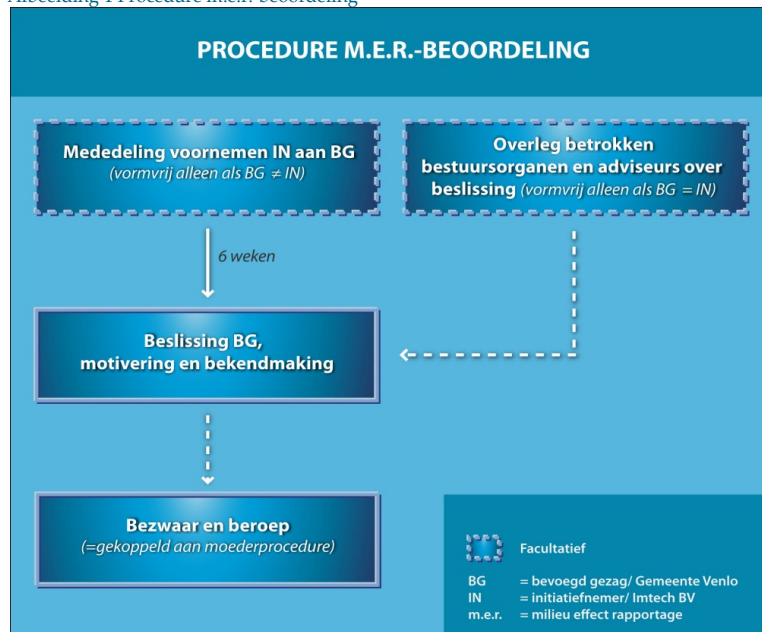 Afbeelding 1 Procedure m.e.r.-beoordeling
PROCEDURE M.E.R.-BEOORDELING
Mededeling voornemen IN aan BG
(vormvrij alleen als BG ≠ IN)
Overleg betrokken
bestuursorganen en adviseurs over
beslissing (vormvrij alleen als BG = IN)
6 weken
Beslissing BG,
motivering en bekendmaking
Bezwaar en beroep
(=gekoppeld aan moederprocedure)
Facultatief
BG = bevoegd gezag/ Gemeente Venlo
IN = initiatiefnemer/ Imtech BV
m.e.r. = milieu effect rapportage